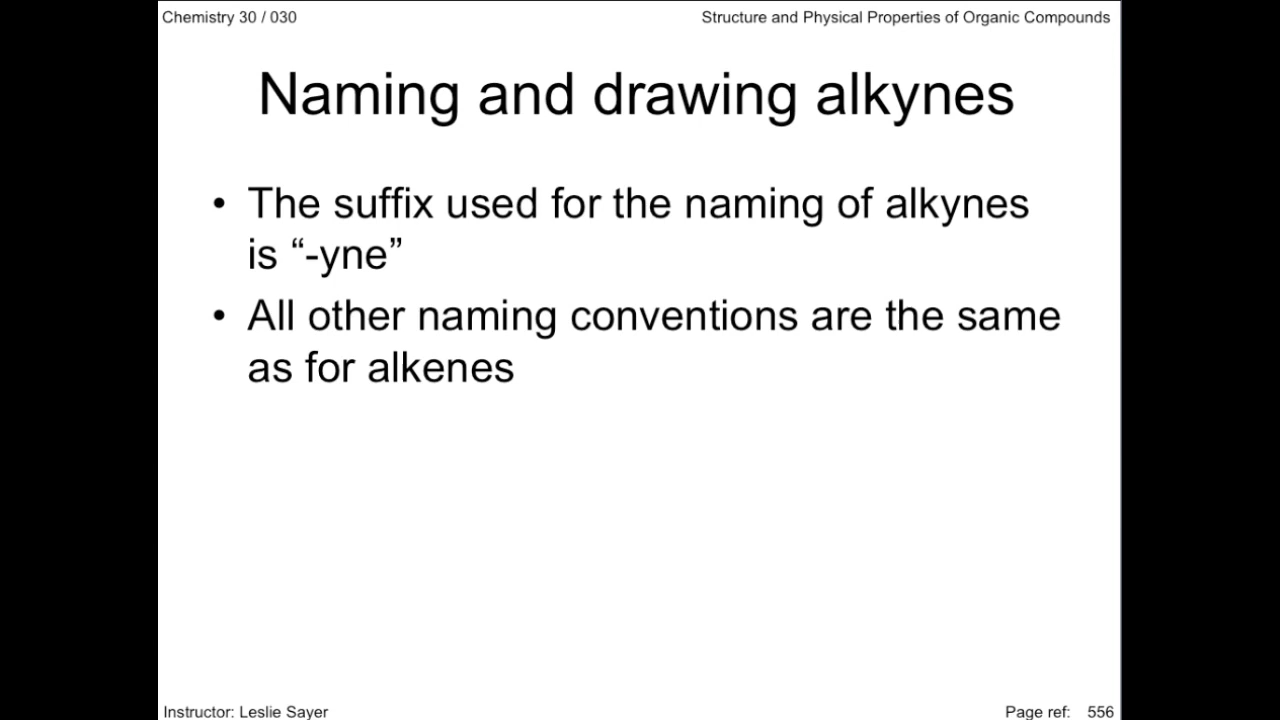 Chemistry 30 / 030
Structure and Physical Properties of Organic Compounds
Naming and drawing alkynes
• The suffix used for the naming of alkynes
is “-yne”
• All other naming conventions are the same
as for alkenes
Instructor: Leslie Sayer
Page ref: 556